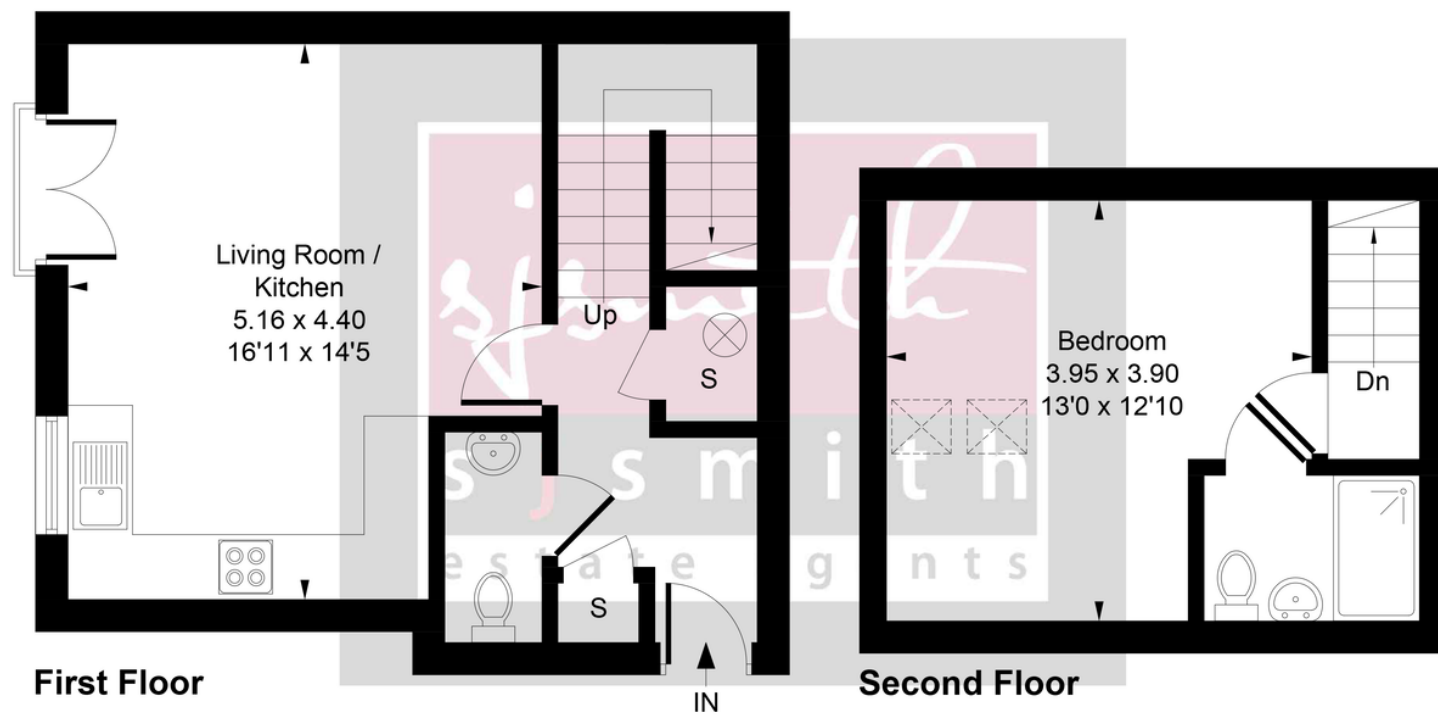 Living Room /
Kitchen
5.16 x 4.40
16'11 x 14'5
Up
S
S
IN
First Floor
sjsmith
sjsmith
estate agents
Bedroom
3.95 x 3.90
13'0 x 12'10
Dn
Second Floor